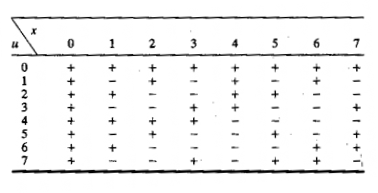 x
u 0 1 2 3 4 5 6 7
0 + + + + + + + +
1 + − + − + − + −
2 + + − − + + − −
3 + − − + + − − +
4 + + + + − − − −
5 + − + − − + − +
6 + + − − − − + +
7 + − − + − + + −